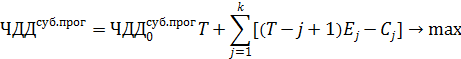 ЧДД^{суб.прог} = ЧДД_0^{суб.прог} T + \sum_{j=1}^{k} [(T − j + 1)E_j − C_j] → max